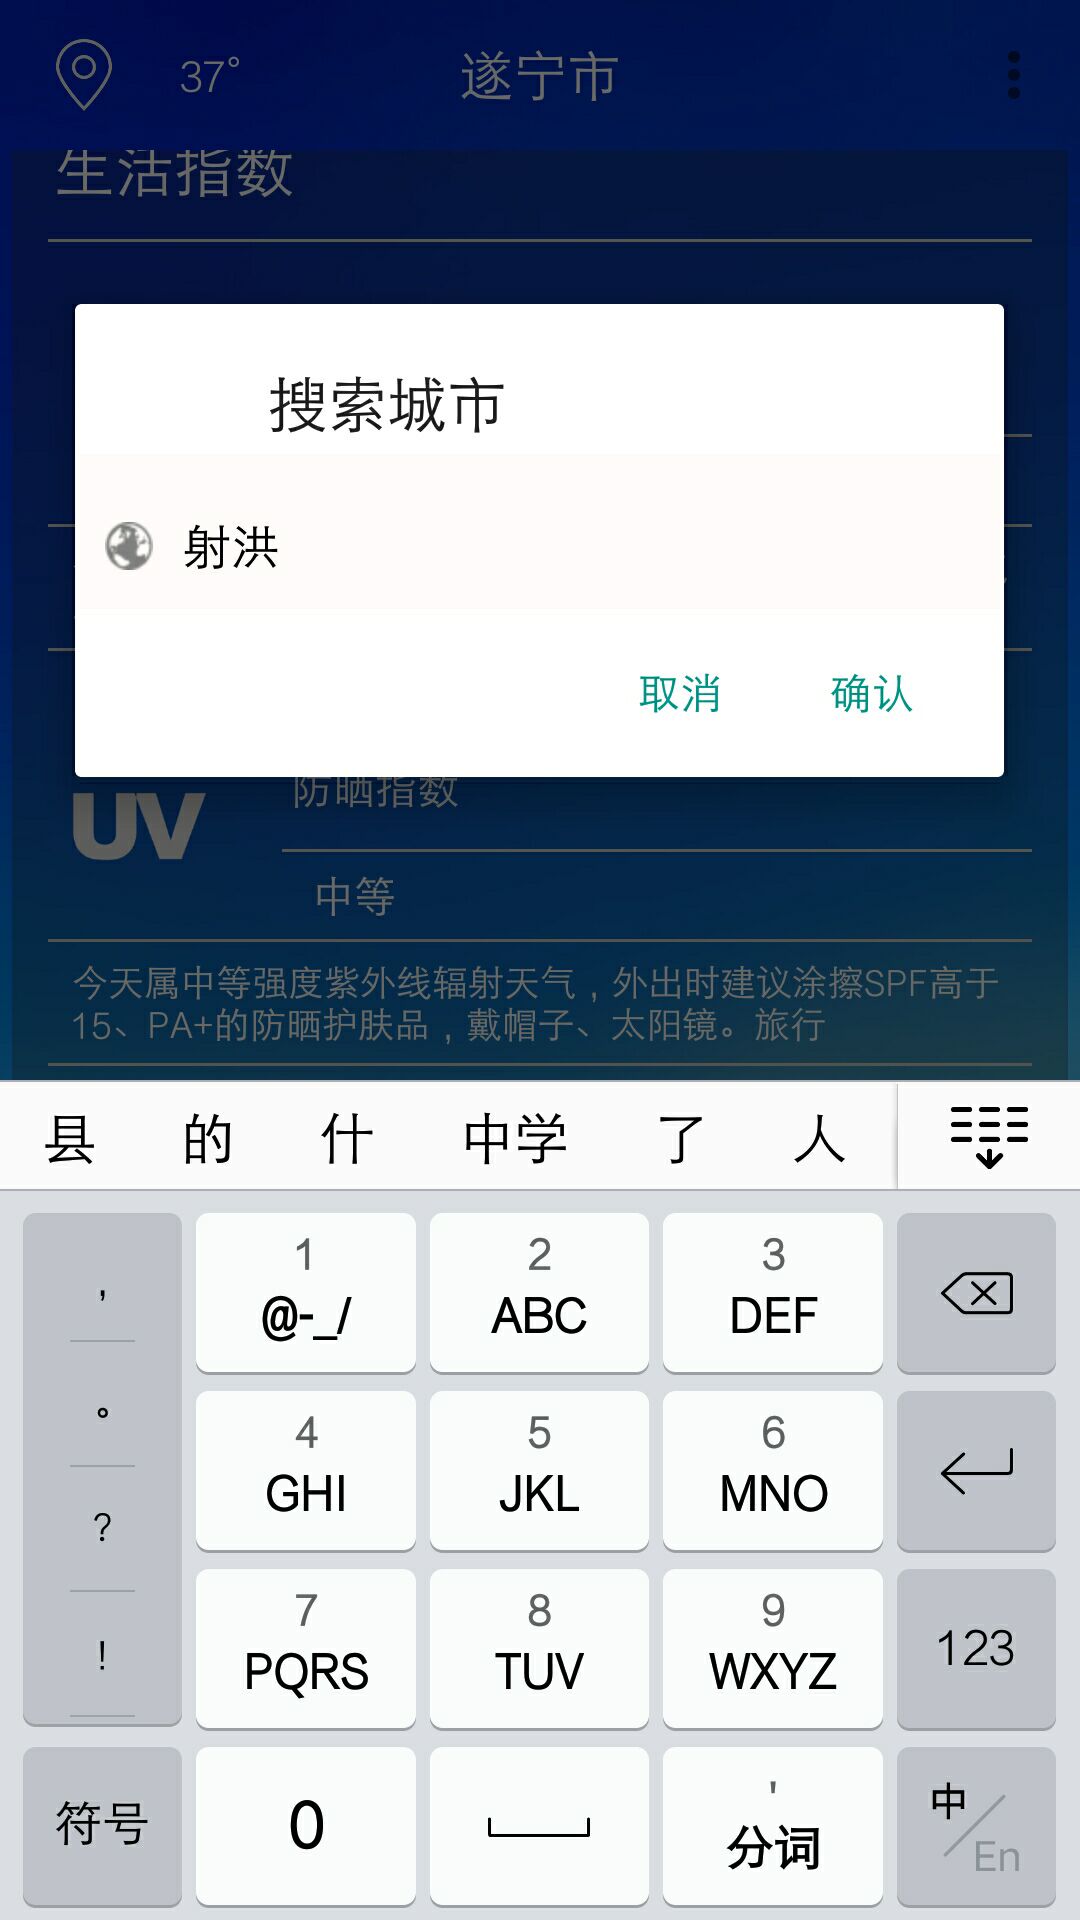 37° 遂宁市
生活指数
搜索城市
射洪
取消 确认
防晒指数
UV
中等
今天属中等强度紫外线辐射天气，外出时建议涂擦SPF高于
15、PA+的防晒护肤品，戴帽子、太阳镜。旅行
县 的 什 中学 了 人
，
1 2 3
@-_/ ABC DEF
。
4 5 6
GHI JKL MNO
?
7 8 9
PQRS TUV WXYZ 123
!
符号 0 ' 分词 中/En